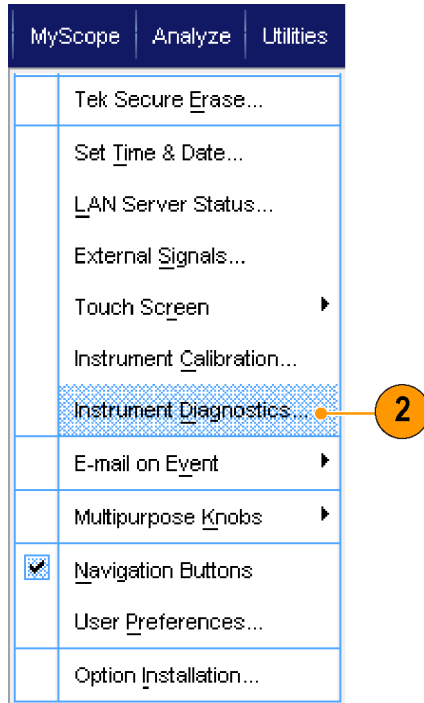 MyScope Analyze Utilities
Tek Secure Erase...
Set Time & Date...
LAN Server Status...
External Signals...
Touch Screen
Instrument Calibration...
Instrument Diagnostics...
2
E-mail on Event
Multipurpose Knobs
Navigation Buttons
User Preferences...
Option Installation...